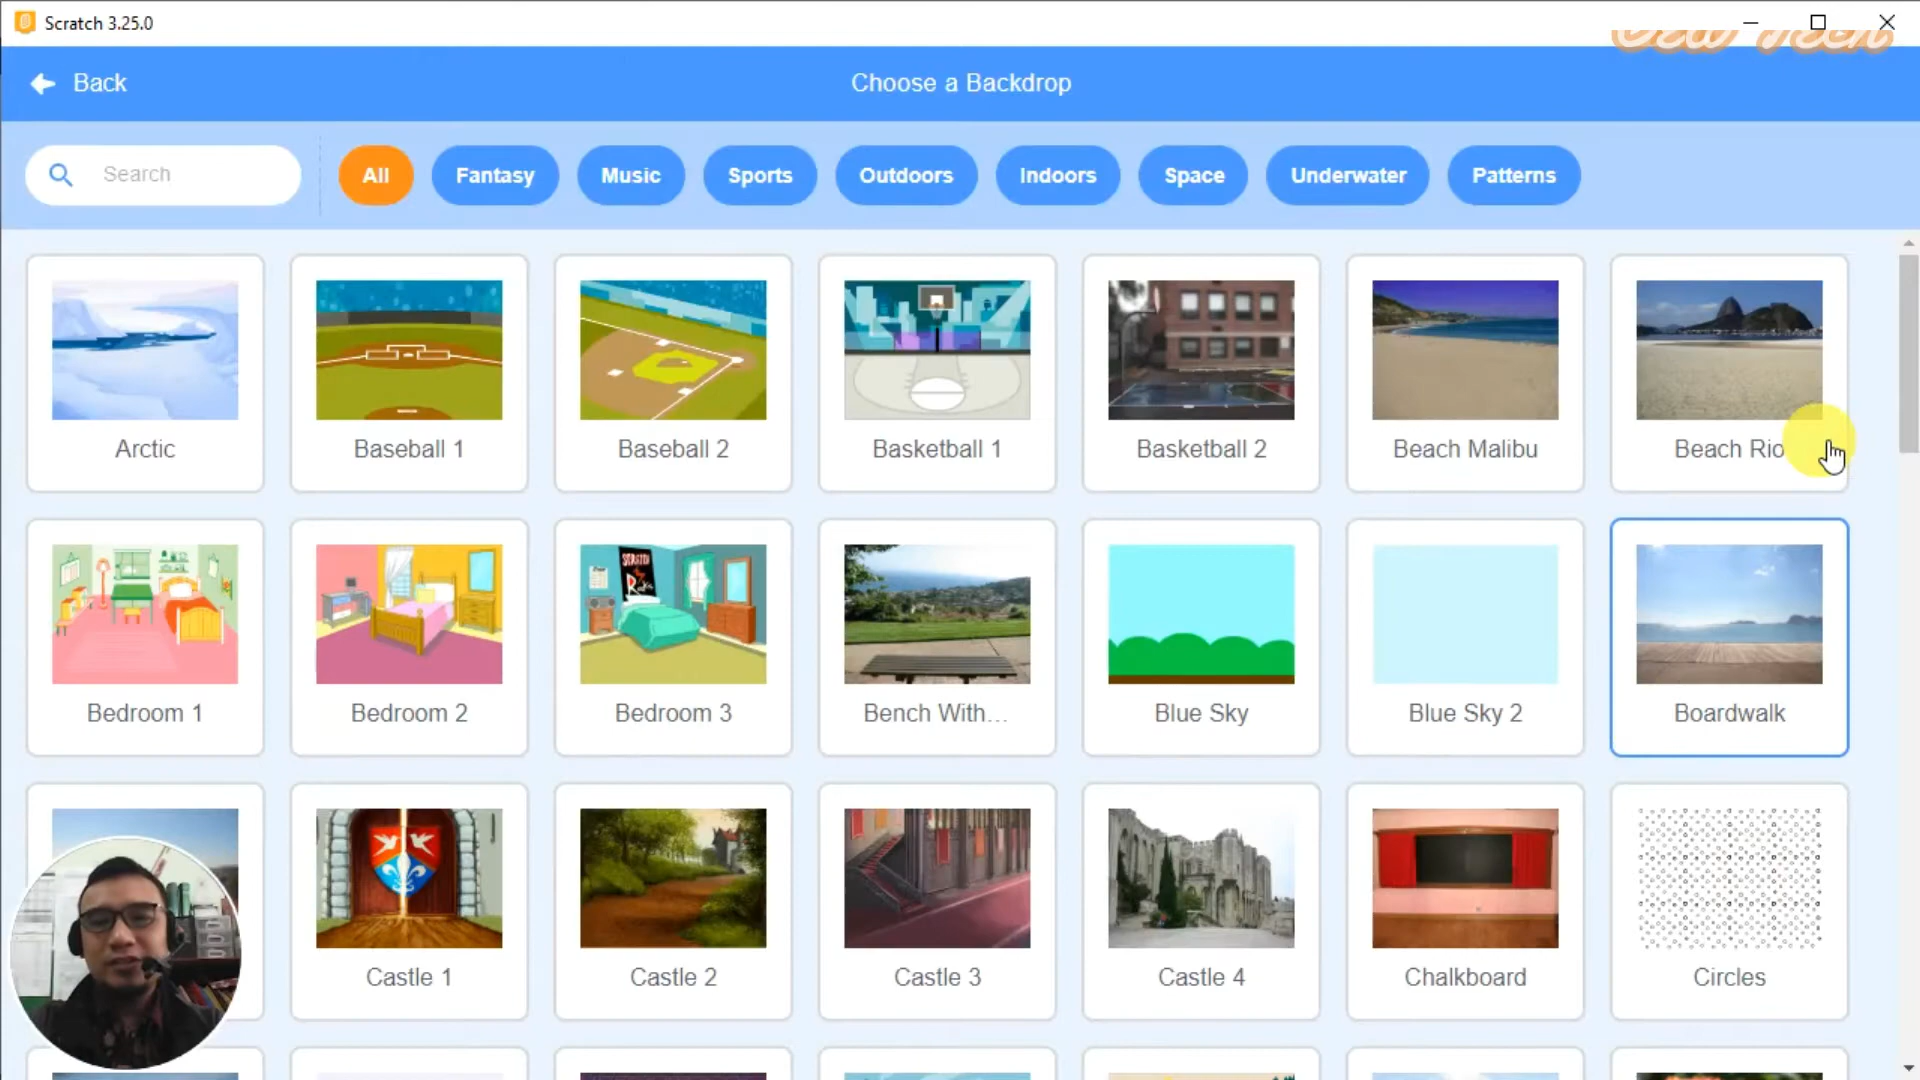 Scratch 3.25.0
Back
Choose a Backdrop
Search
All
Fantasy
Music
Sports
Outdoors
Indoors
Space
Underwater
Patterns
Arctic
Baseball 1
Baseball 2
Basketball 1
Basketball 2
Beach Malibu
Beach Rio
Bedroom 1
Bedroom 2
Bedroom 3
Bench With...
Blue Sky
Blue Sky 2
Boardwalk
Castle 1
Castle 2
Castle 3
Castle 4
Chalkboard
Circles